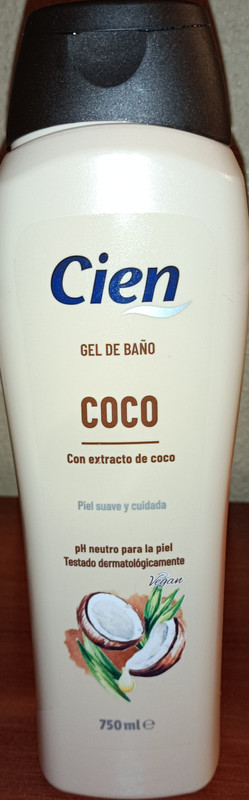 Cien
GEL DE BAÑO
COCO
Con extracto de coco
Piel suave y cuidada
pH neutro para la piel
Testado dermatológicamente
Vegan
750 ml ℮